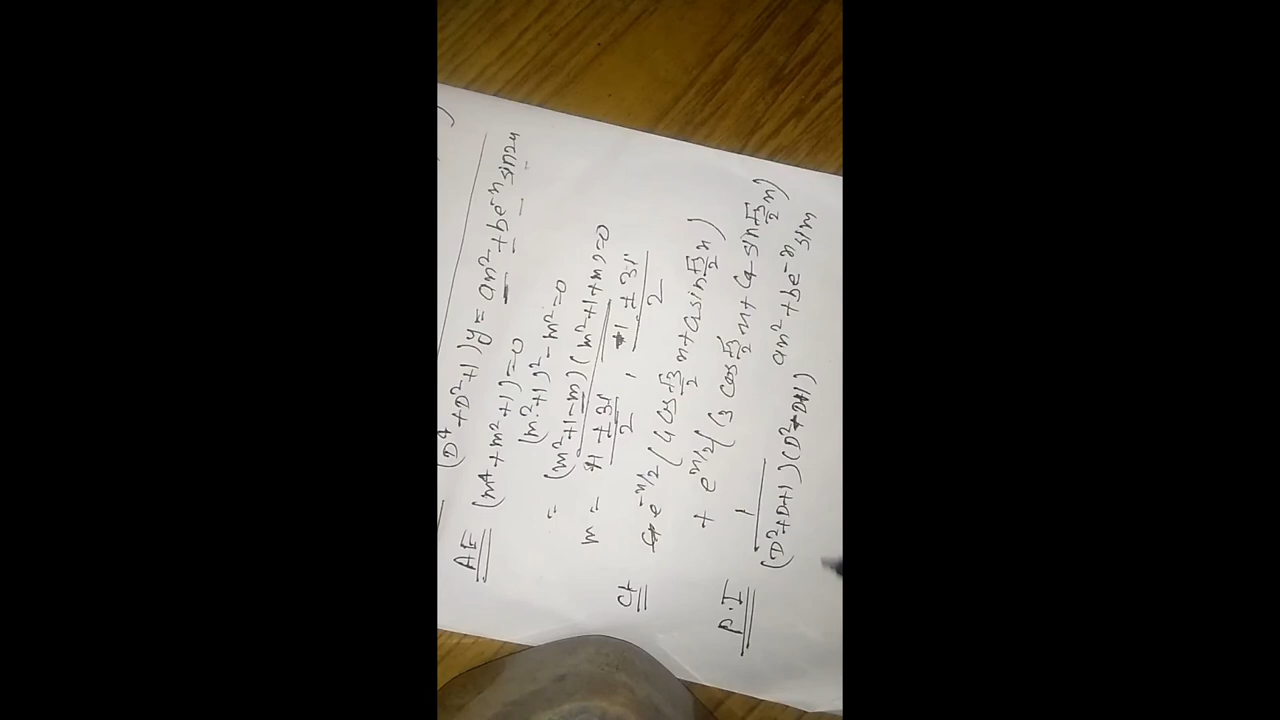 (D⁴+D²+1)y = ax²+be⁻ˣ sin2x
AE (m⁴+m²+1)=0
(m²+1)²-m²=0
= (m²+1-m)(m²+1+m)=0
m = 1 ± √3i / 2 , -1 ± √3i / 2
CF e⁻ˣ/² (C₁ cos √3/2 x + C₂ sin √3/2 x)
+ eˣ/² (C₃ cos √3/2 x + C₄ sin √3/2 x)
P.I 1 / (D²+D+1)(D²-D+1) ax²+be⁻ˣ sin